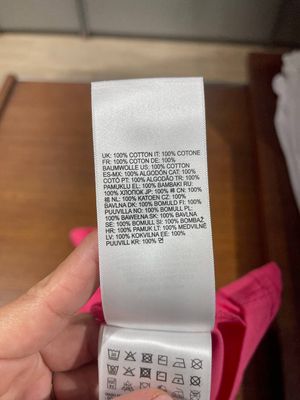 UK: 100% COTTON IT: 100% COTONE
FR: 100% COTON DE: 100%
BAUMWOLLE US: 100% COTTON
ES-MX: 100% ALGODÓN CAT: 100%
COTÓ PT: 100% ALGODÃO TR: 100%
PAMUKLU EL: 100% BAMBAKI RU:
100% ХЛОПОК JP: 100% 綿 CN: 100%
棉 NL: 100% KATOEN CZ: 100%
BAVLNA DK: 100% BOMULD FI: 100%
PUUVILLA NO: 100% BOMULL PL:
100% BAWEŁNA SK: 100% BAVLNA
SE: 100% BOMULL SI: 100% BOMBAŽ
HR: 100% PAMUK LT: 100% MEDVILNĖ
LV: 100% KOKVILNA EE: 100%
PUUVILL KR: 100% 면